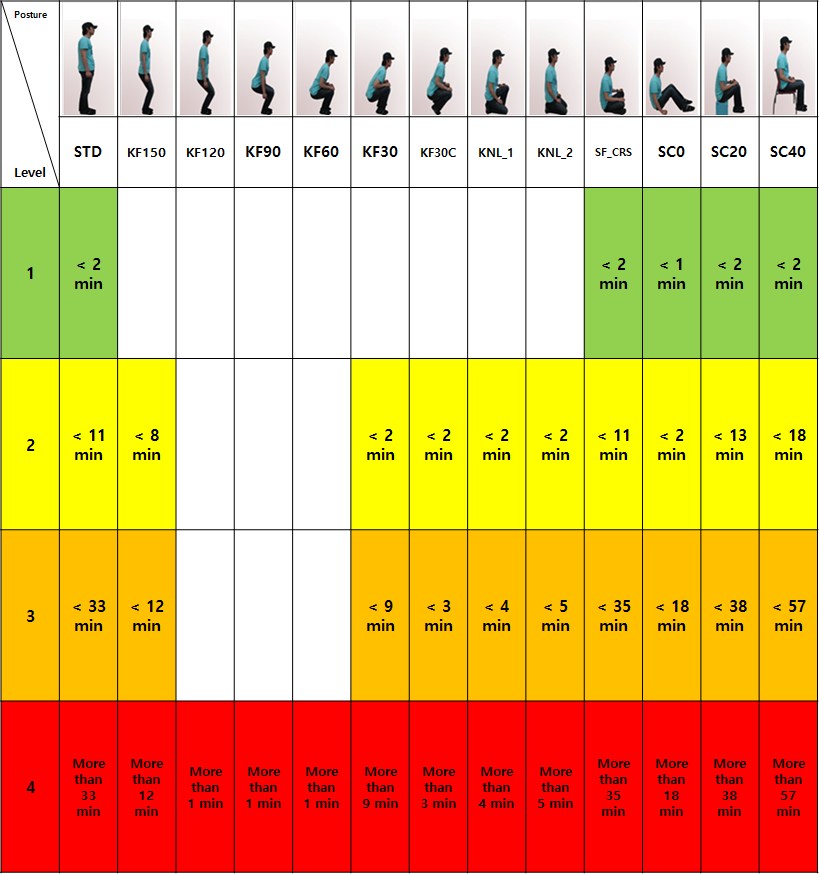 Posture
Level
STD
KF150
KF120
KF90
KF60
KF30
KF30C
KNL_1
KNL_2
SF_CRS
SC0
SC20
SC40
1
< 2
min
< 2
min
< 1
min
< 2
min
< 2
min
2
< 11
min
< 8
min
< 2
min
< 2
min
< 2
min
< 2
min
< 11
min
< 2
min
< 13
min
< 18
min
3
< 33
min
< 12
min
< 9
min
< 3
min
< 4
min
< 5
min
< 35
min
< 18
min
< 38
min
< 57
min
4
More
than
33
min
More
than
12
min
More
than
1 min
More
than
1 min
More
than
1 min
More
than
9 min
More
than
3 min
More
than
4 min
More
than
5 min
More
than
35
min
More
than
18
min
More
than
38
min
More
than
57
min